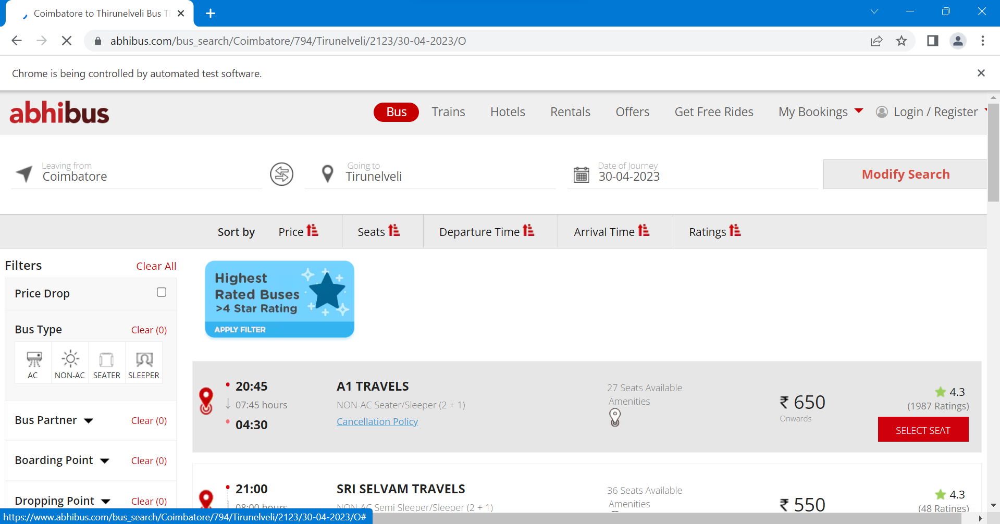 Coimbatore to Thirunelveli Bus Ti
abhibus.com/bus_search/Coimbatore/794/Tirunelveli/2123/30-04-2023/O
Chrome is being controlled by automated test software.
abhibus
Bus Trains Hotels Rentals Offers Get Free Rides My Bookings Login / Register
Leaving from
Coimbatore
Going to
Tirunelveli
Date of Journey
30-04-2023
Modify Search
Sort by Price Seats Departure Time Arrival Time Ratings
Filters Clear All
Price Drop
Bus Type Clear (0)
AC NON-AC SEATER SLEEPER
Bus Partner Clear (0)
Boarding Point Clear (0)
Dropping Point Clear (0)
Highest
Rated Buses
>4 Star Rating
APPLY FILTER
20:45
07:45 hours
04:30
A1 TRAVELS
NON-AC Seater/Sleeper (2 + 1)
Cancellation Policy
27 Seats Available
Amenities
₹ 650
Onwards
4.3
(1987 Ratings)
SELECT SEAT
21:00
08:00 hours
SRI SELVAM TRAVELS
NON-AC Semi Sleeper/Sleeper (2 + 1)
36 Seats Available
Amenities
₹ 550
4.3
(48 Ratings)
https://www.abhibus.com/bus_search/Coimbatore/794/Tirunelveli/2123/30-04-2023/O#